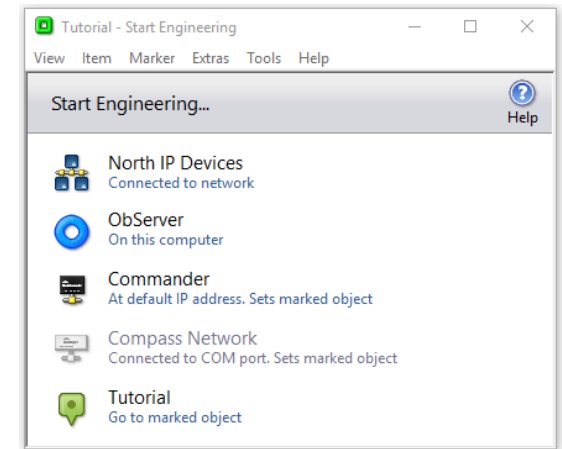 Tutorial - Start Engineering
View Item Marker Extras Tools Help
Start Engineering...
Help
North IP Devices
Connected to network
ObServer
On this computer
Commander
At default IP address. Sets marked object
Compass Network
Connected to COM port. Sets marked object
Tutorial
Go to marked object